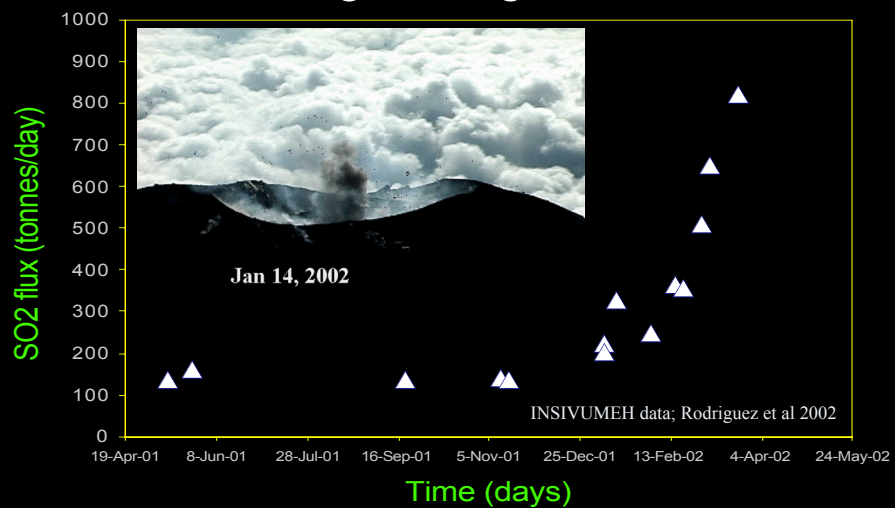 1000
900
800
700
600
500
400
300
200
100
0
SO2 flux (tonnes/day)
Jan 14, 2002
INSIVUMEH data; Rodriguez et al 2002
19-Apr-01 8-Jun-01 28-Jul-01 16-Sep-01 5-Nov-01 25-Dec-01 13-Feb-02 4-Apr-02 24-May-02
Time (days)